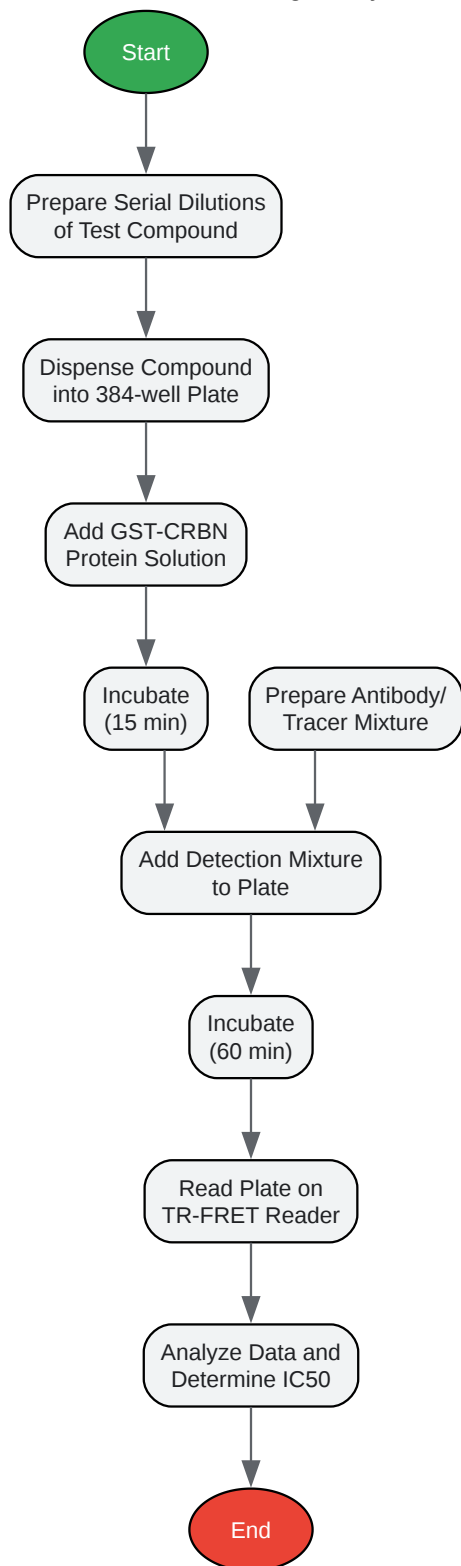 Start
Prepare Serial Dilutions
of Test Compound
Dispense Compound
into 384-well Plate
Add GST-CRBN
Protein Solution
Incubate
(15 min)
Prepare Antibody/
Tracer Mixture
Add Detection Mixture
to Plate
Incubate
(60 min)
Read Plate on
TR-FRET Reader
Analyze Data and
Determine IC50
End